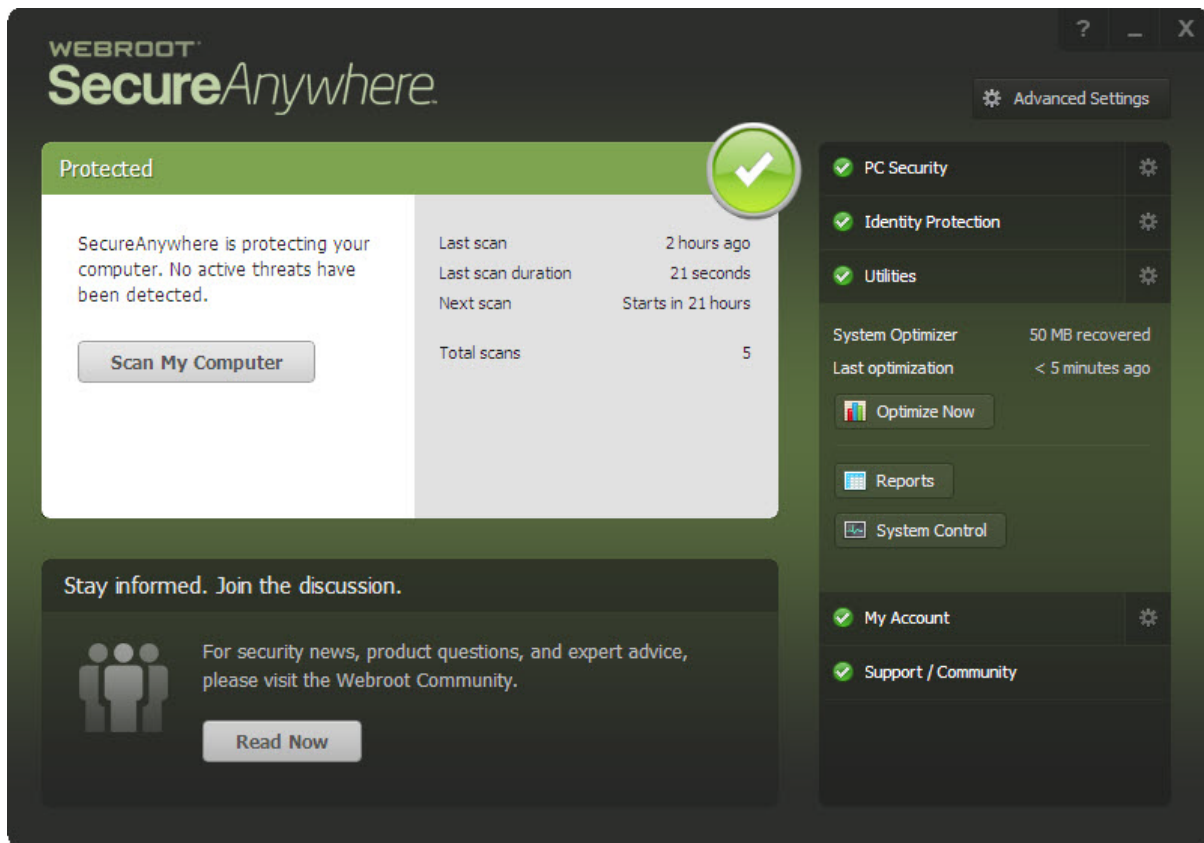 WEBROOT
SecureAnywhere
? _ X
Advanced Settings
Protected
SecureAnywhere is protecting your
computer. No active threats have
been detected.
Scan My Computer
Last scan 2 hours ago
Last scan duration 21 seconds
Next scan Starts in 21 hours
Total scans 5
Stay informed. Join the discussion.
For security news, product questions, and expert advice,
please visit the Webroot Community.
Read Now
PC Security
Identity Protection
Utilities
System Optimizer 50 MB recovered
Last optimization < 5 minutes ago
Optimize Now
Reports
System Control
My Account
Support / Community